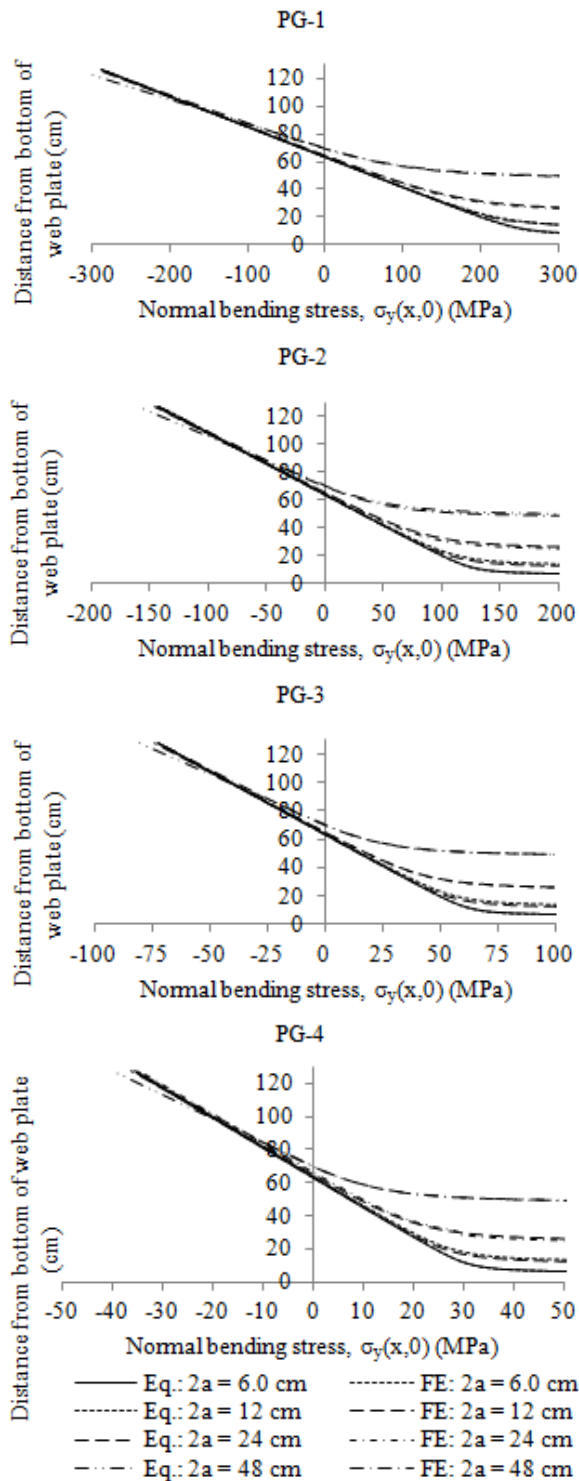 PG-1
Distance from bottom of
web plate (cm)
120
100
80
60
40
20
0
-300 -200 -100 0 100 200 300
Normal bending stress, σy(x,0) (MPa)
PG-2
Distance from bottom of
web plate (cm)
120
100
80
60
40
20
0
-200 -150 -100 -50 0 50 100 150 200
Normal bending stress, σy(x,0) (MPa)
PG-3
Distance from bottom of
web plate (cm)
120
100
80
60
40
20
0
-100 -75 -50 -25 0 25 50 75 100
Normal bending stress, σy(x,0) (MPa)
PG-4
Distance from bottom of web plate
(cm)
120
100
80
60
40
20
0
-50 -40 -30 -20 -10 0 10 20 30 40 50
Normal bending stress, σy(x,0) (MPa)
Eq.: 2a = 6.0 cm FE: 2a = 6.0 cm
Eq.: 2a = 12 cm FE: 2a = 12 cm
Eq.: 2a = 24 cm FE: 2a = 24 cm
Eq.: 2a = 48 cm FE: 2a = 48 cm